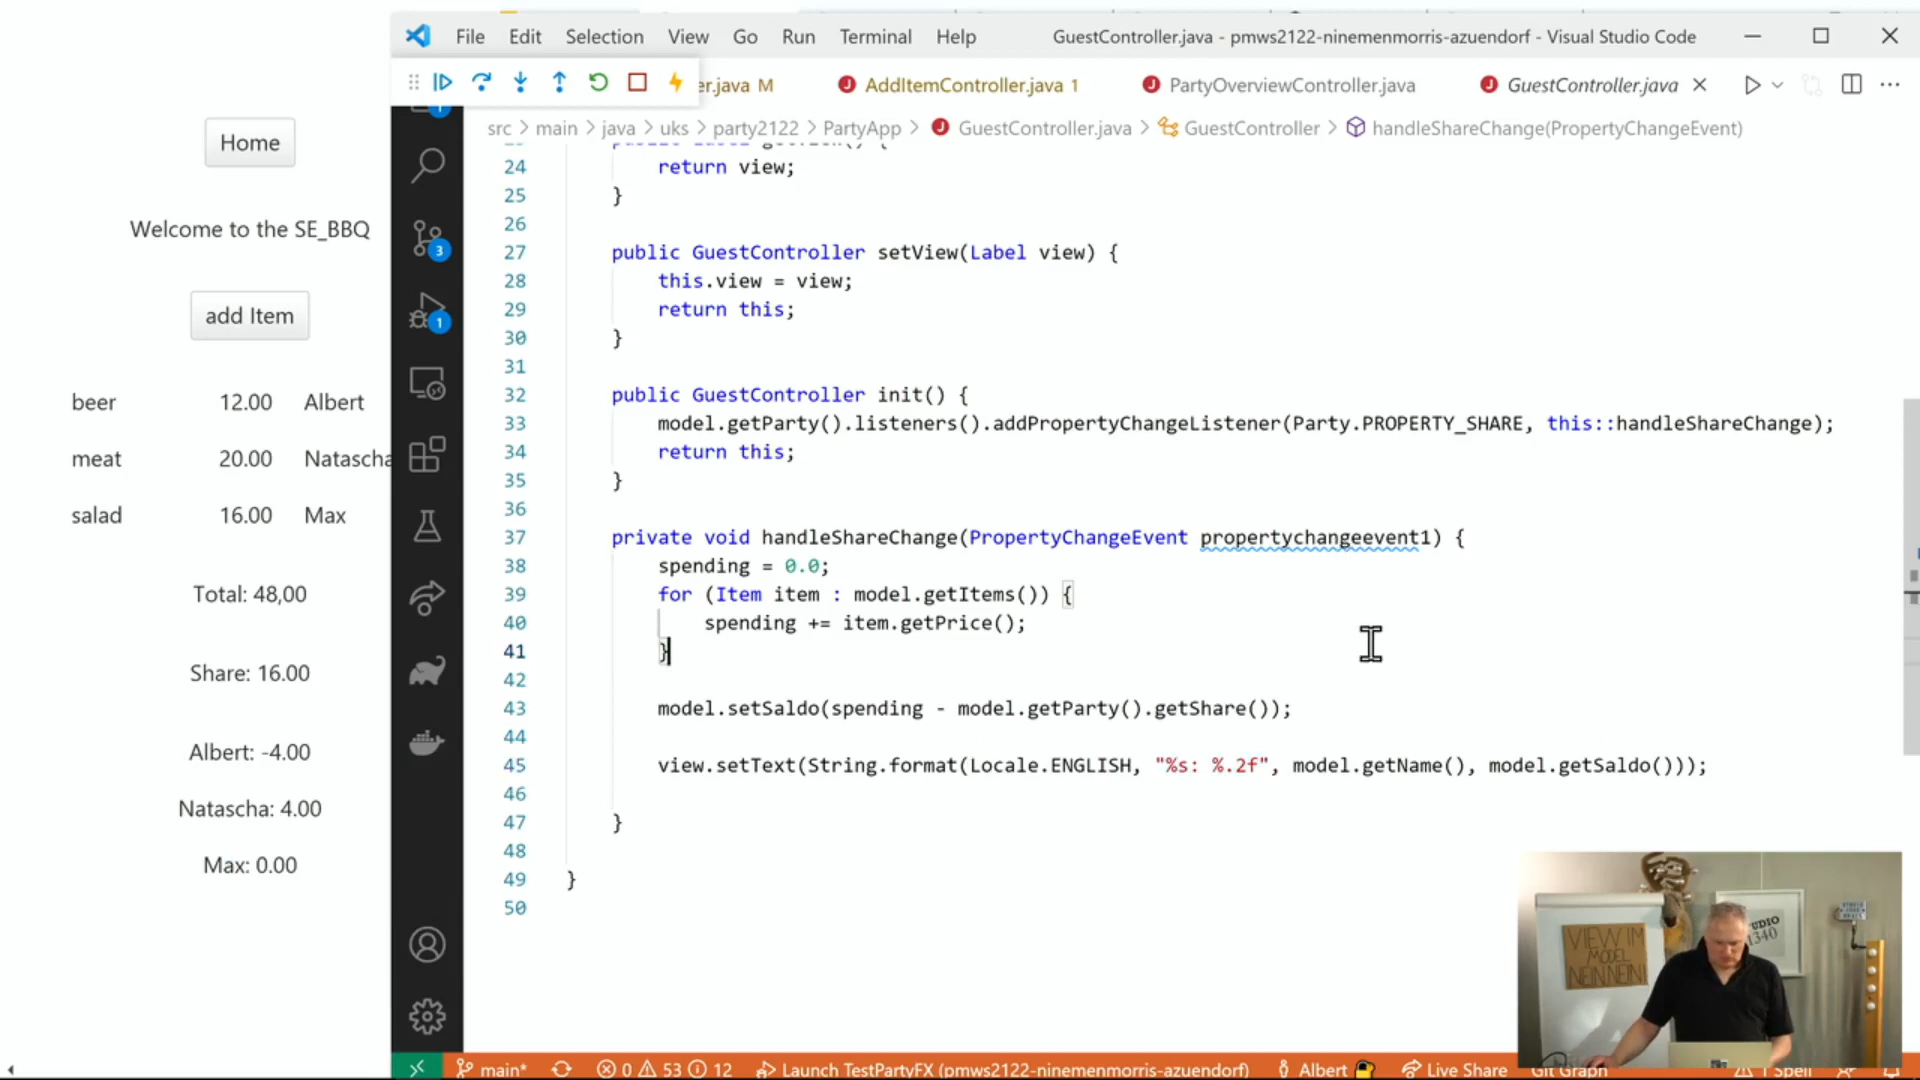 File Edit Selection View Go Run Terminal Help
GuestController.java - pmws2122-ninemenmorris-azuendorf - Visual Studio Code
er.java M
AddItemController.java 1
PartyOverviewController.java
GuestController.java
src > main > java > uks > party2122 > PartyApp > GuestController.java > GuestController > handleShareChange(PropertyChangeEvent)
Home
Welcome to the SE_BBQ
add Item
beer 12.00 Albert
meat 20.00 Natascha
salad 16.00 Max
Total: 48,00
Share: 16.00
Albert: -4.00
Natascha: 4.00
Max: 0.00
1
3
1
24 return view;
25 }
26
27 public GuestController setView(Label view) {
28 this.view = view;
29 return this;
30 }
31
32 public GuestController init() {
33 model.getParty().listeners().addPropertyChangeListener(Party.PROPERTY_SHARE, this::handleShareChange);
34 return this;
35 }
36
37 private void handleShareChange(PropertyChangeEvent propertychangeevent1) {
38 spending = 0.0;
39 for (Item item : model.getItems()) {
40 spending += item.getPrice();
41 }
42
43 model.setSaldo(spending - model.getParty().getShare());
44
45 view.setText(String.format(Locale.ENGLISH, "%s: %.2f", model.getName(), model.getSaldo()));
46
47 }
48
49 }
50
VIEW IM
MODEL
NEIN NEIN!
UDIO
1340
main* 0 53 12 Launch TestPartyFX (pmws2122-ninemenmorris-azuendorf) Albert Live Share Git Graph 1 Spell